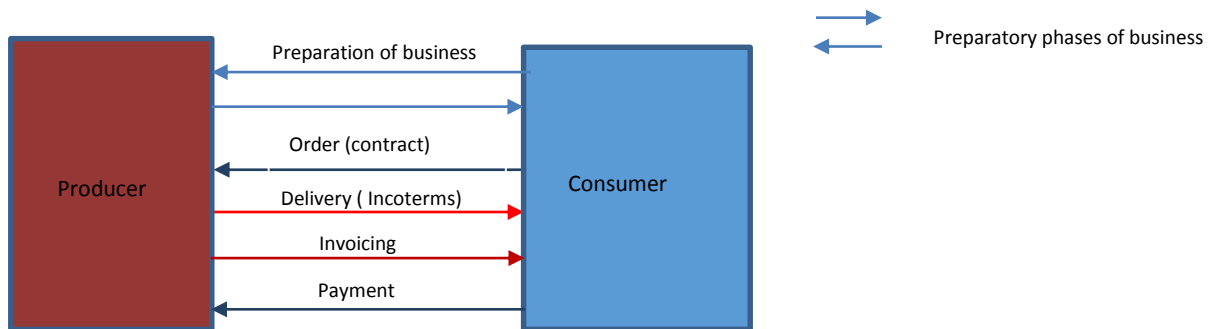 Preparation of business
Preparatory phases of business
Order (contract)
Producer
Consumer
Delivery ( Incoterms)
Invoicing
Payment